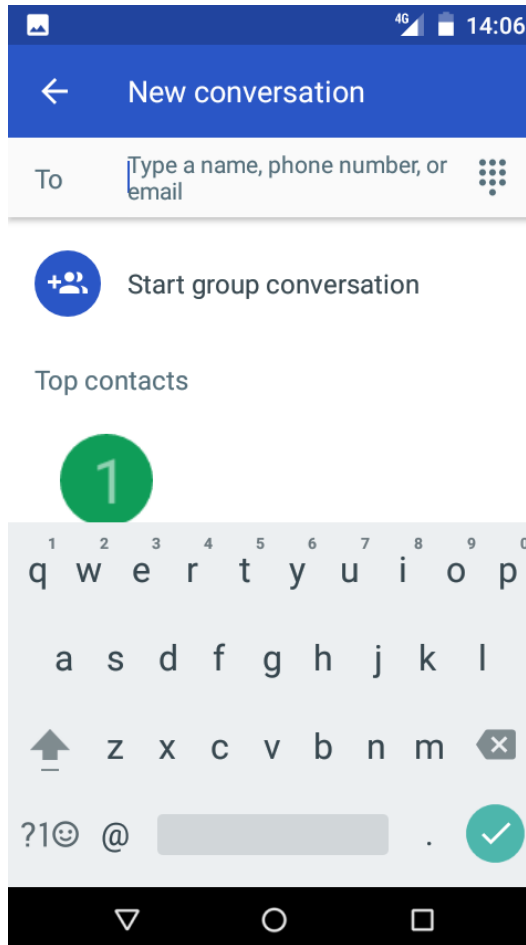 4G 14:06
New conversation
To
Type a name, phone number, or
email
Start group conversation
Top contacts
1
1 2 3 4 5 6 7 8 9 0
q w e r t y u i o p
a s d f g h j k l
z x c v b n m
?1☺ @ .